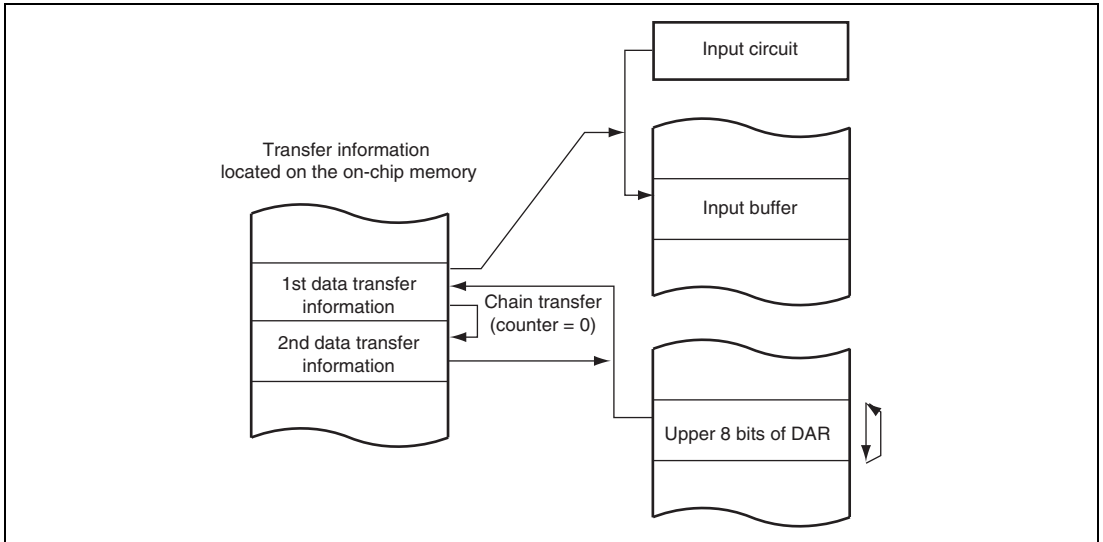 Input circuit
Transfer information
located on the on-chip memory
Input buffer
1st data transfer
information
Chain transfer
(counter = 0)
2nd data transfer
information
Upper 8 bits of DAR